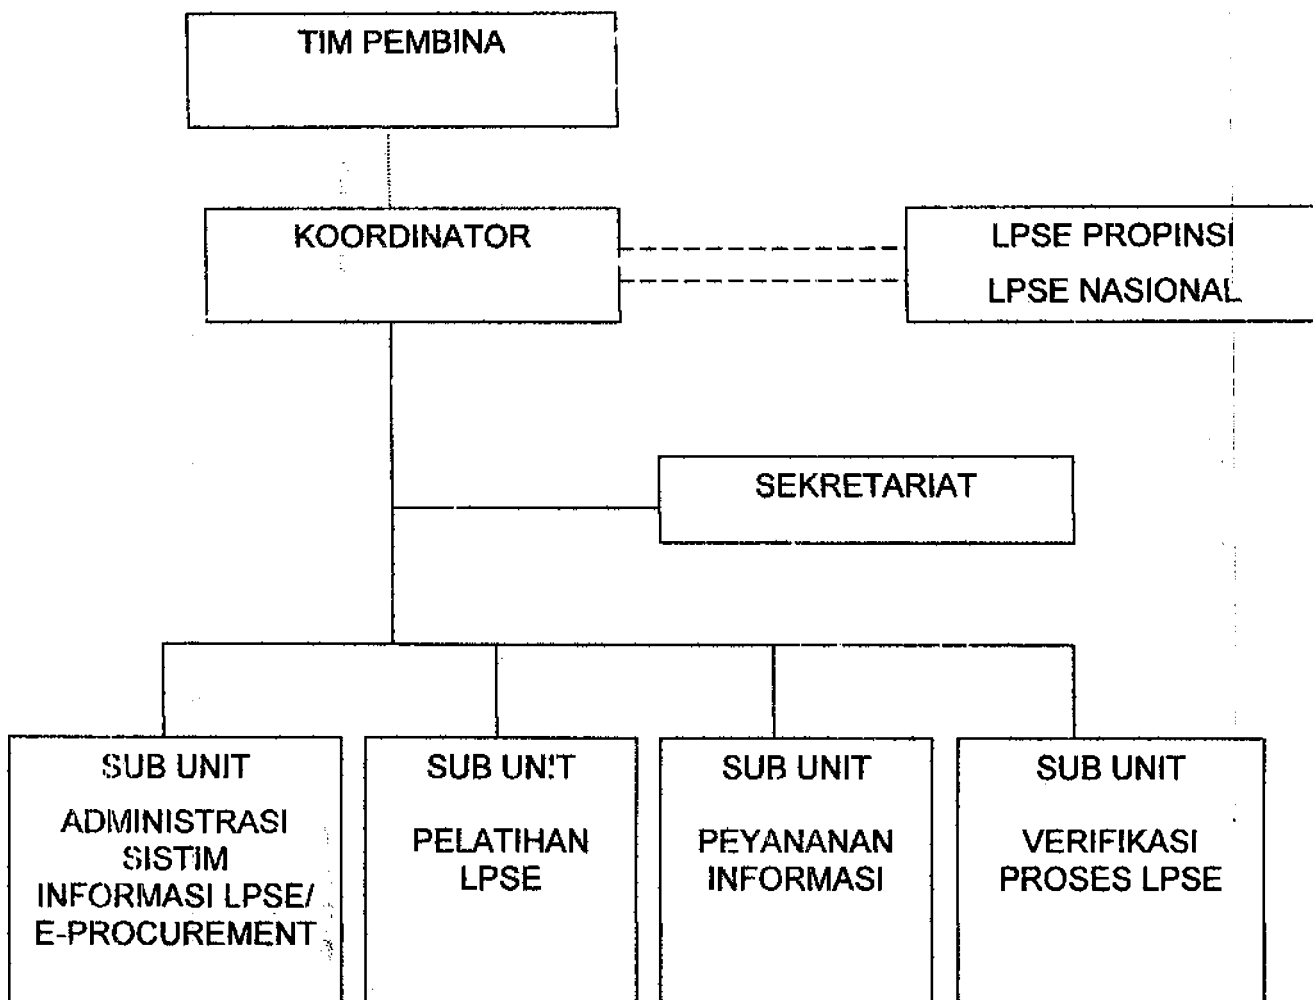 TIM PEMBINA
KOORDINATOR
LPSE PROPINSI
LPSE NASIONAL
SEKRETARIAT
SUB UNIT
ADMINISTRASI
SISTIM
INFORMASI LPSE/
E-PROCUREMENT
SUB UNIT
PELATIHAN
LPSE
SUB UNIT
PEYANANAN
INFORMASI
SUB UNIT
VERIFIKASI
PROSES LPSE